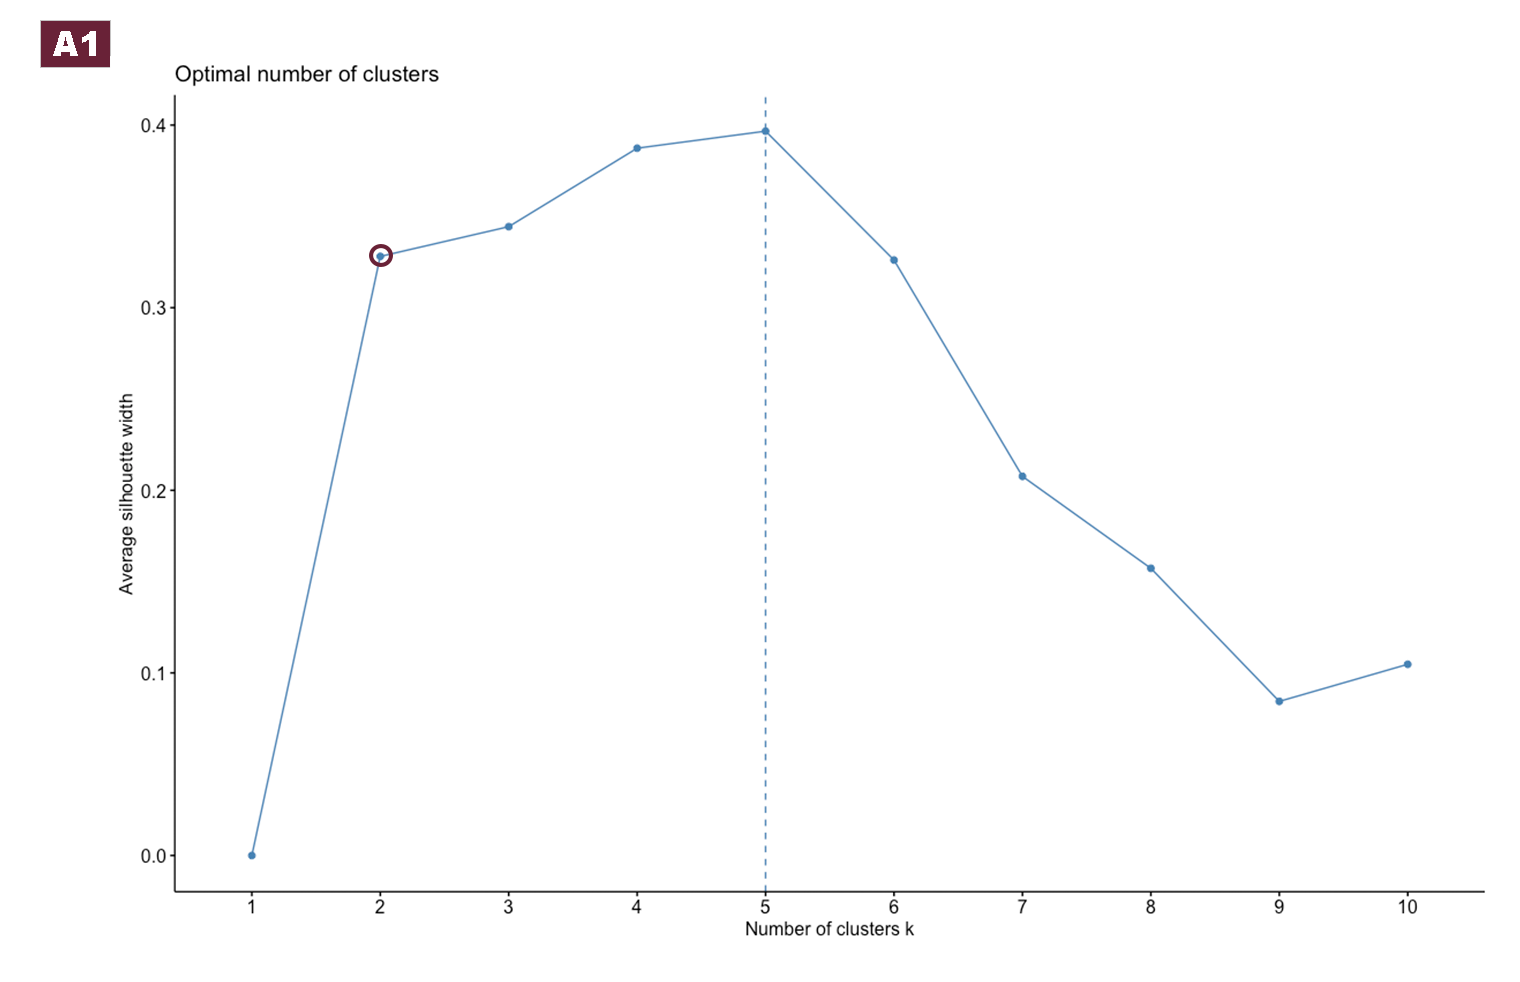 A1
Optimal number of clusters
0.4
0.3
0.2
0.1
0.0
Average silhouette width
1 2 3 4 5 6 7 8 9 10
Number of clusters k